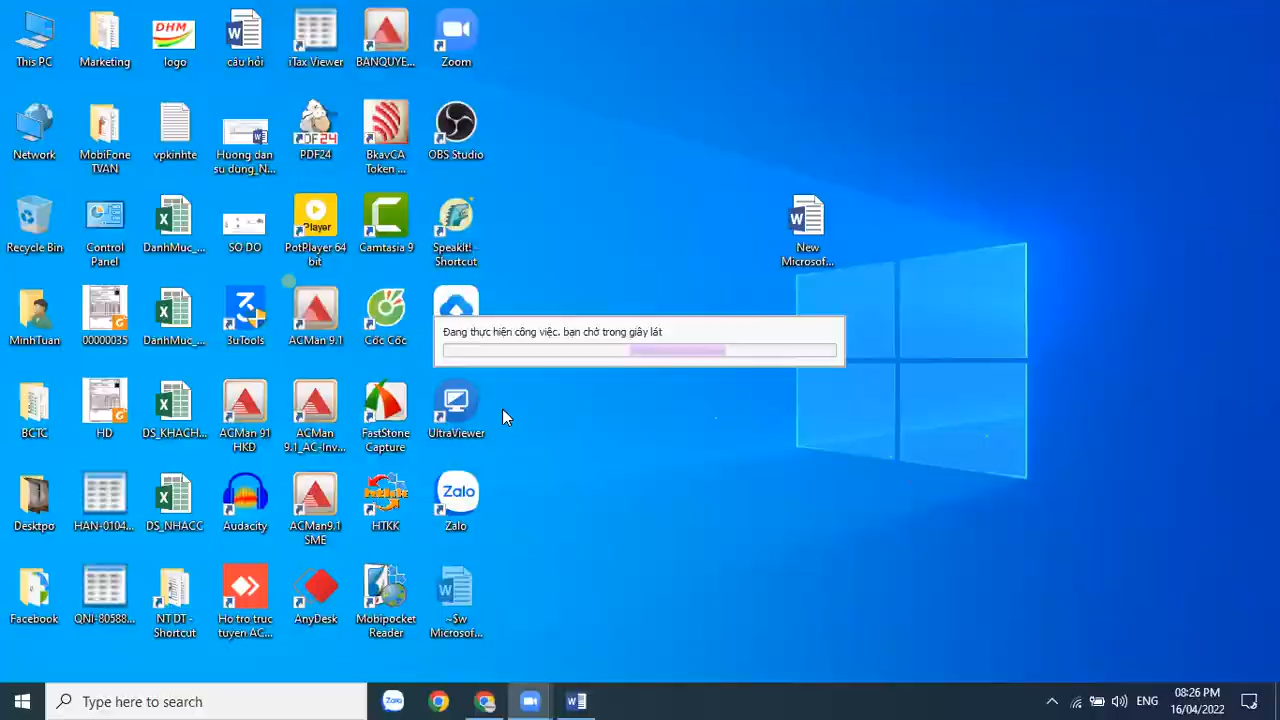 This PC
Marketing
DHM
logo
câu hỏi
iTax Viewer
BANQUYE...
Zoom
Network
MobiFone
TVAN
vpkinhte
Huong dan
su dung_N...
PDF24
BkavCA
Token ...
OBS Studio
Recycle Bin
Control
Panel
DanhMuc_...
SO DO
Player
PotPlayer 64
bit
Camtasia 9
SpeakIt! -
Shortcut
New
Microsof...
MinhTuan
00000035
DanhMuc_...
3uTools
ACMan 9.1
Cốc Cốc
Đang thực hiện công việc, bạn chờ trong giây lát
BCTC
HD
DS_KHACH...
ACMan 91
HKD
ACMan
9.1_AC-Inv...
FastStone
Capture
UltraViewer
Desktpo
HAN-0104...
DS_NHACC
Audacity
ACMan9.1
SME
HTKK
Zalo
Zalo
Facebook
QNI-80588...
NT DT -
Shortcut
Ho tro truc
tuyen AC...
AnyDesk
Mobipocket
Reader
~$w
Microsof...
Type here to search
Zalo
ENG
08:26 PM
16/04/2022